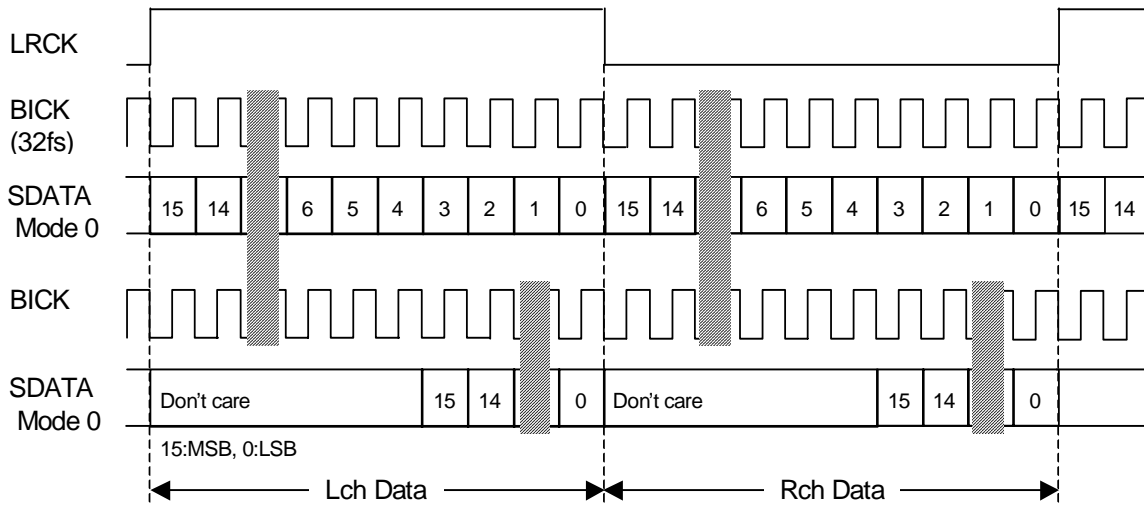 LRCK
BICK
(32fs)
SDATA
Mode 0
15 14 6 5 4 3 2 1 0 15 14 6 5 4 3 2 1 0 15 14
BICK
SDATA
Mode 0
Don't care 15 14 0 Don't care 15 14 0
15:MSB, 0:LSB
Lch Data Rch Data